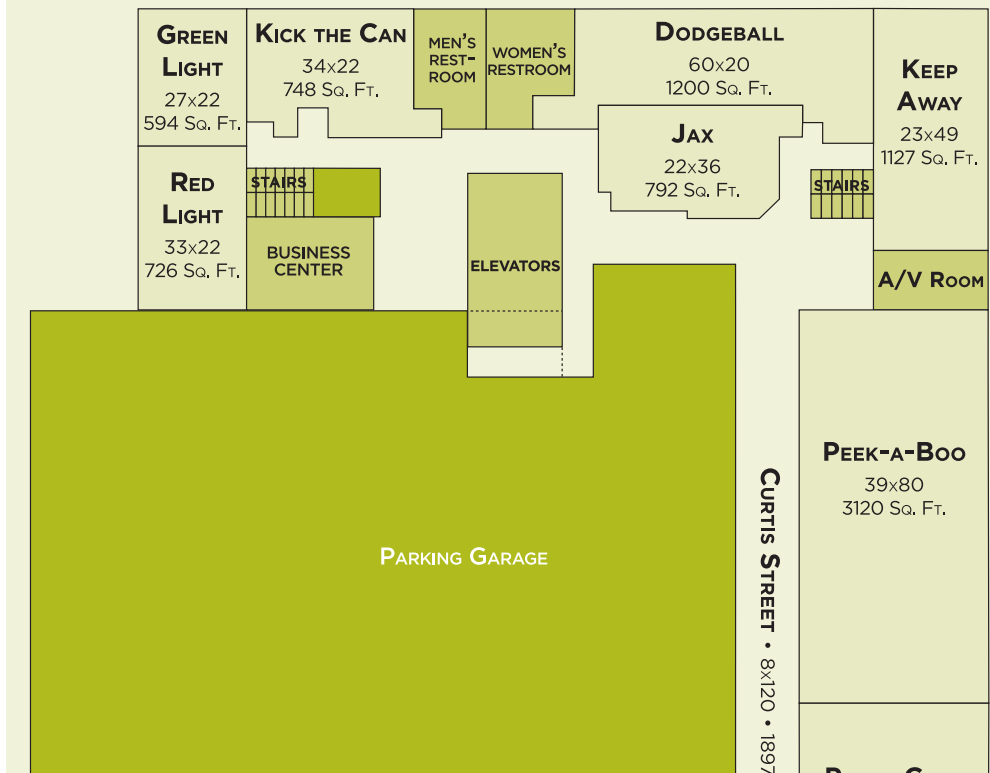 Green
Light
27x22
594 Sq. Ft.
Kick the Can
34x22
748 Sq. Ft.
MEN'S
REST-
ROOM
WOMEN'S
RESTROOM
Dodgeball
60x20
1200 Sq. Ft.
Keep
Away
23x49
1127 Sq. Ft.
Jax
22x36
792 Sq. Ft.
Red
Light
33x22
726 Sq. Ft.
STAIRS
BUSINESS
CENTER
ELEVATORS
STAIRS
A/V Room
Peek-a-Boo
39x80
3120 Sq. Ft.
Parking Garage
Curtis Street • 8x120 • 1897